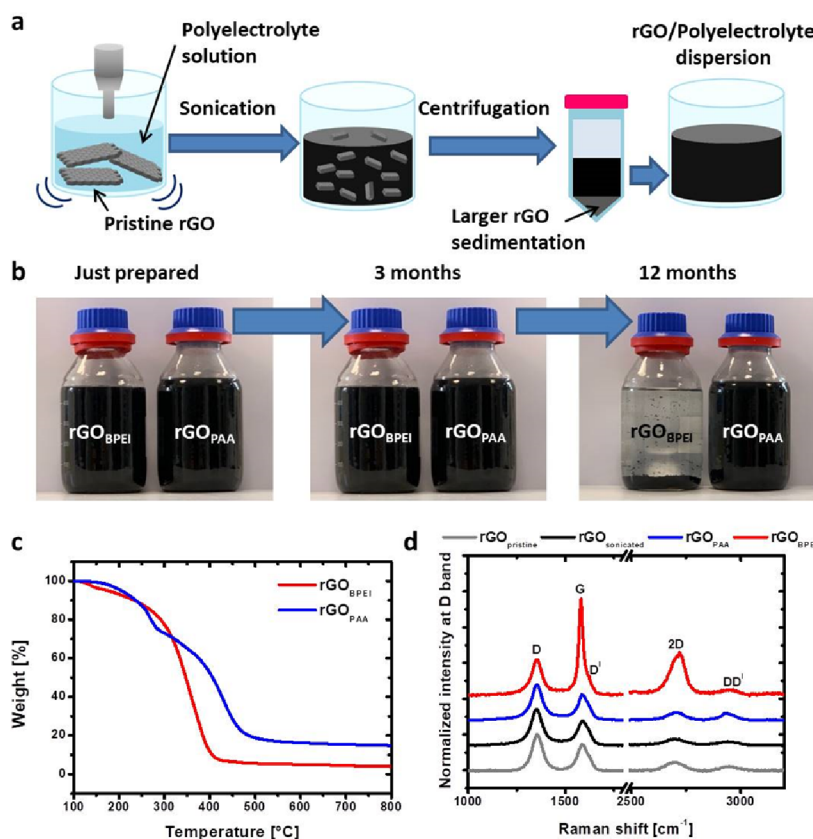 a
Polyelectrolyte
solution
Sonication
Centrifugation
rGO/Polyelectrolyte
dispersion
Pristine rGO
Larger rGO
sedimentation
b
Just prepared
3 months
12 months
rGOBPEI
rGOPAA
rGOBPEI
rGOPAA
rGOBPEI
rGOPAA
c
rGOBPEI
rGOPAA
Weight [%]
100
80
60
40
20
0
100 200 300 400 500 600 700 800
Temperature [°C]
d
rGOpristine rGOsonicated rGOPAA rGOBPE
Normalized intensity at D band
D
G
D'
2D
DD'
1000 1500 2500 3000
Raman shift [cm-1]